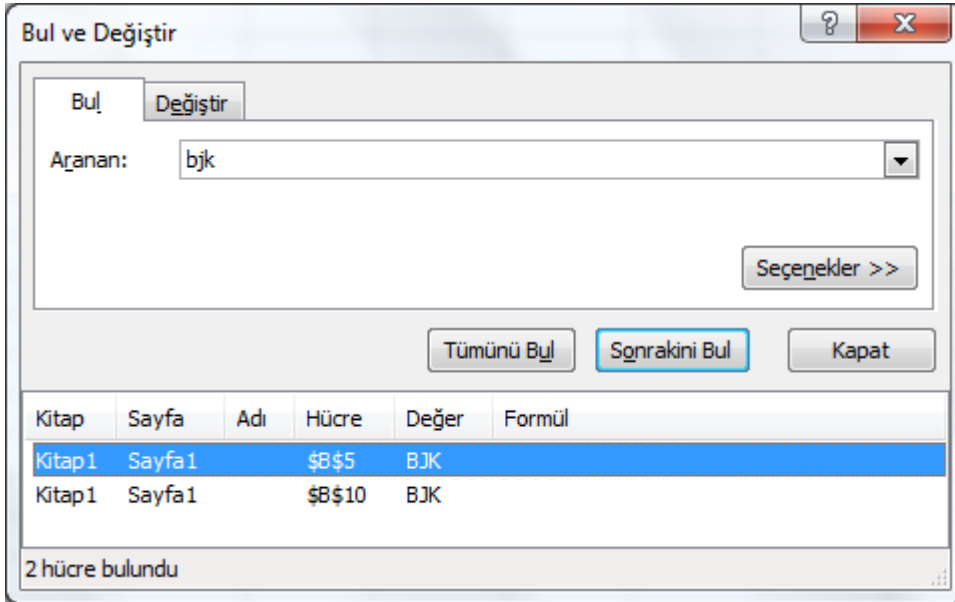 Bul ve Değiştir
Bul
Değiştir
Aranan: bjk
Seçenekler >>
Tümünü Bul Sonrakini Bul Kapat
Kitap Sayfa Adı Hücre Değer Formül
Kitap1 Sayfa1 $B$5 BJK
Kitap1 Sayfa1 $B$10 BJK
2 hücre bulundu